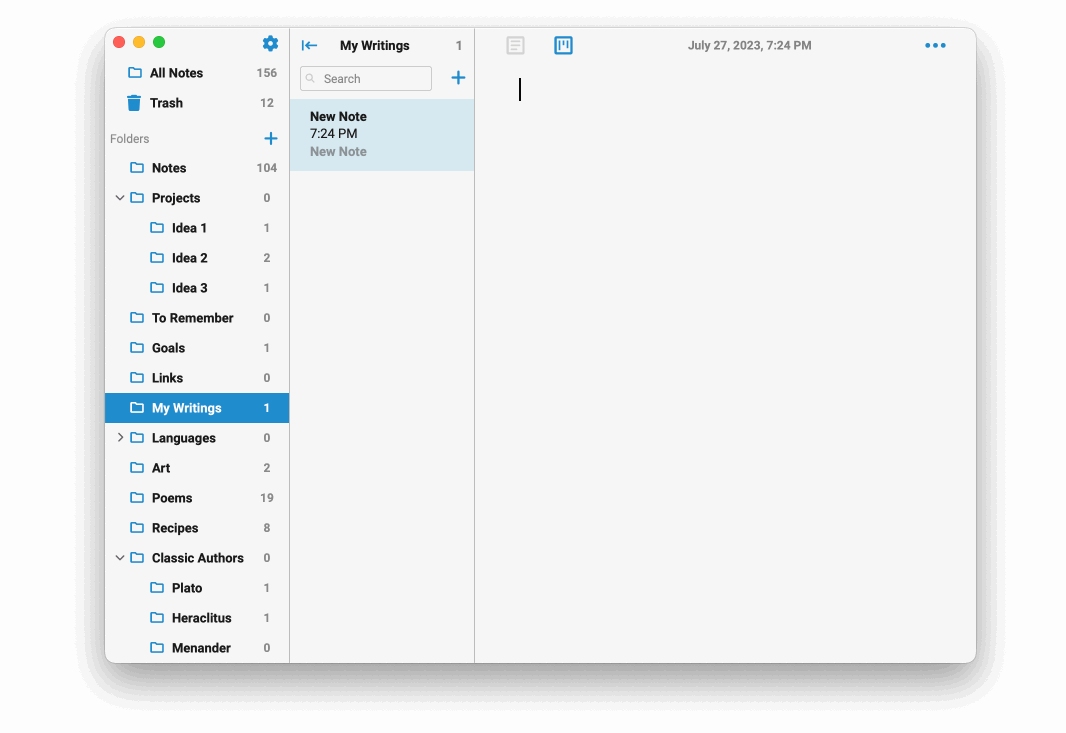 All Notes 156
Trash 12
Folders
Notes 104
Projects 0
Idea 1 1
Idea 2 2
Idea 3 1
To Remember 0
Goals 1
Links 0
My Writings 1
Languages 0
Art 2
Poems 19
Recipes 8
Classic Authors 0
Plato 1
Heraclitus 1
Menander 0
My Writings 1
Search
New Note
7:24 PM
New Note
July 27, 2023, 7:24 PM